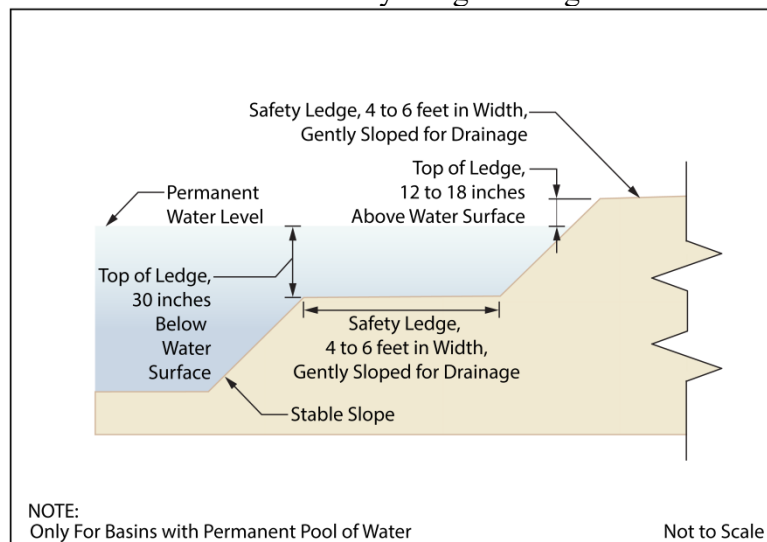 Safety Ledge, 4 to 6 feet in Width,
Gently Sloped for Drainage
Top of Ledge,
12 to 18 inches
Above Water Surface
Permanent
Water Level
Top of Ledge,
30 inches
Below
Water
Surface
Safety Ledge,
4 to 6 feet in Width,
Gently Sloped for Drainage
Stable Slope
NOTE:
Only For Basins with Permanent Pool of Water
Not to Scale